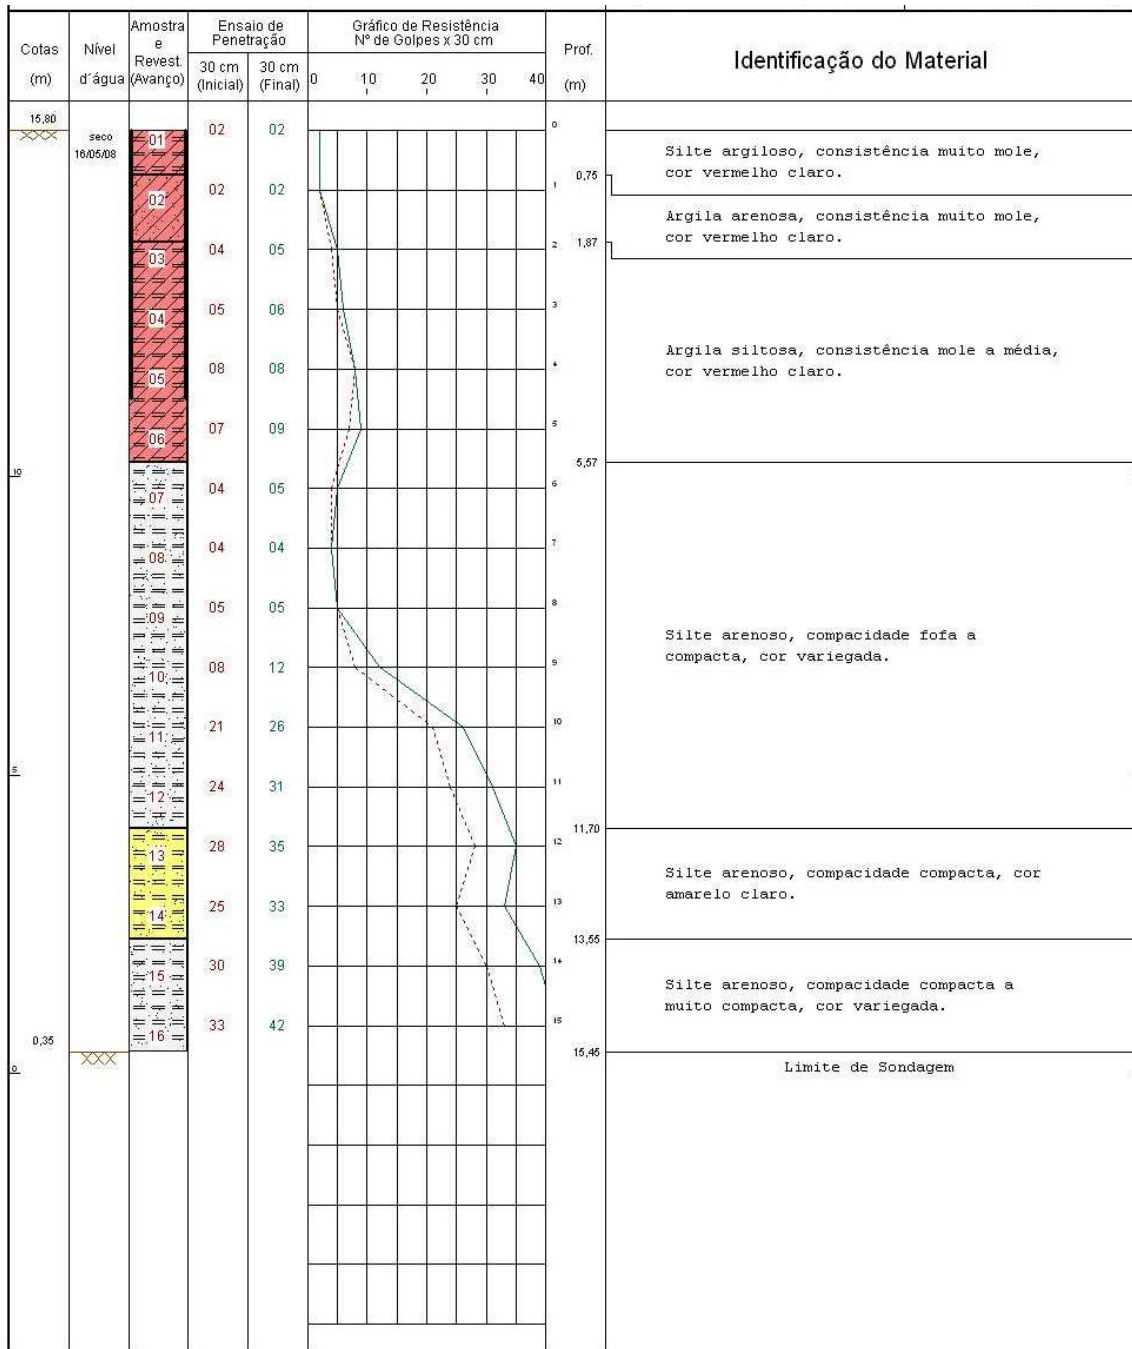 Cotas
(m)
Nível
d´água
Amostra
e
Revest.
(Avanço)
Ensaio de
Penetração
30 cm
(Inicial)
30 cm
(Final)
Gráfico de Resistência
Nº de Golpes x 30 cm
0 10 20 30 40
Prof.
(m)
Identificação do Material
15,80
seco
16/05/08
01
02 02
0
Silte argiloso, consistência muito mole,
cor vermelho claro.
0,75
02
02 02
1
Argila arenosa, consistência muito mole,
cor vermelho claro.
1,87
03
04 05
2
04
05 06
3
Argila siltosa, consistência mole a média,
cor vermelho claro.
05
08 08
4
06
07 09
5
5,57
10
07
04 05
6
08
04 04
7
09
05 05
8
Silte arenoso, compacidade fofa a
compacta, cor variegada.
10
08 12
9
11
21 26
10
5
12
24 31
11
11,70
13
28 35
12
Silte arenoso, compacidade compacta, cor
amarelo claro.
14
25 33
13
13,55
15
30 39
14
Silte arenoso, compacidade compacta a
muito compacta, cor variegada.
16
33 42
15
0,35
15,45
Limite de Sondagem
0